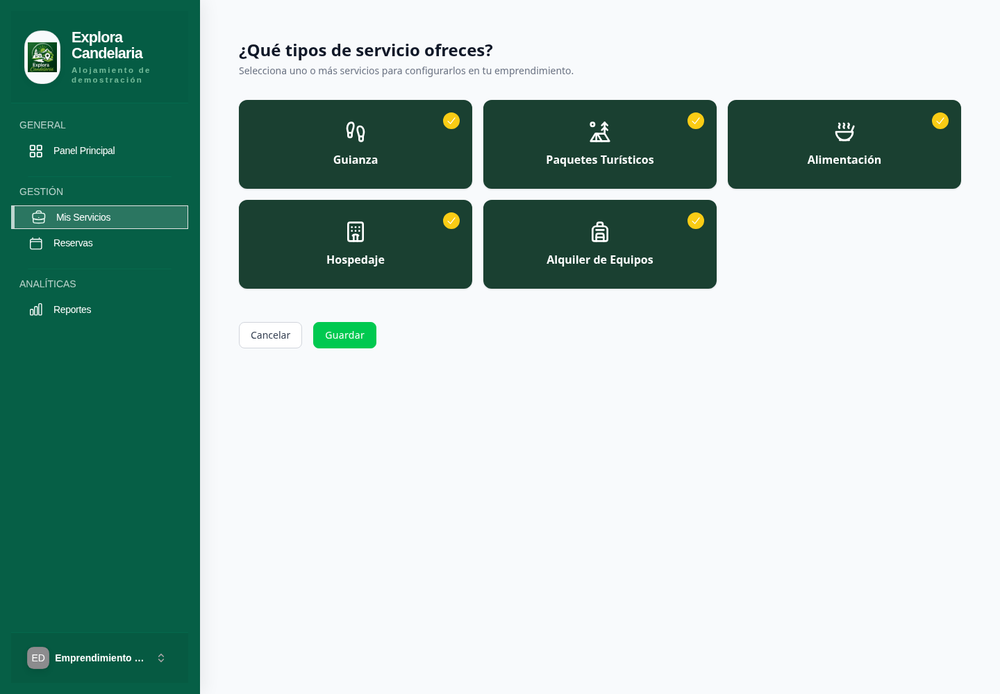 Explora
Candelaria
Alojamiento de
demostración
Explora
Candelaria
GENERAL
Panel Principal
GESTIÓN
Mis Servicios
Reservas
ANALÍTICAS
Reportes
ED
Emprendimiento ...
¿Qué tipos de servicio ofreces?
Selecciona uno o más servicios para configurarlos en tu emprendimiento.
Guianza
Paquetes Turísticos
Alimentación
Hospedaje
Alquiler de Equipos
Cancelar
Guardar